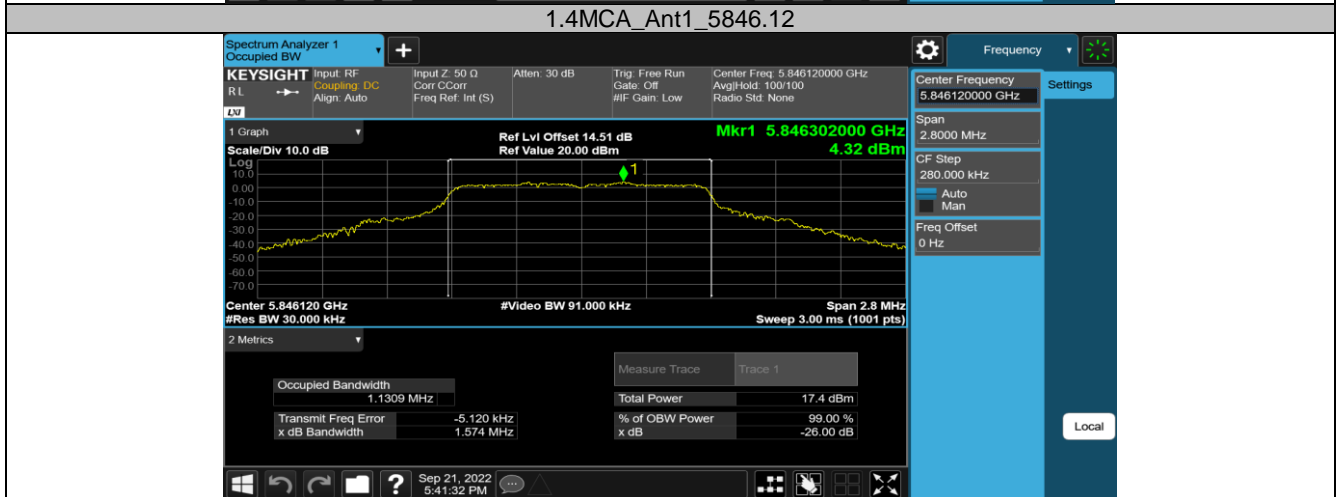 1.4MCA_Ant1_5846.12
Spectrum Analyzer 1
Occupied BW
+
Frequency
KEYSIGHT
RL
LXI
Input: RF
Coupling: DC
Align: Auto
Input Z: 50 Ω
Corr CCorr
Freq Ref: Int (S)
Atten: 30 dB
Trig: Free Run
Gate: Off
#IF Gain: Low
Center Freq: 5.846120000 GHz
Avg|Hold: 100/100
Radio Std: None
Center Frequency
5.846120000 GHz
Settings
Span
2.8000 MHz
CF Step
280.000 kHz
Auto
Man
Freq Offset
0 Hz
Local
1 Graph
Scale/Div 10.0 dB
Ref Lvl Offset 14.51 dB
Ref Value 20.00 dBm
Mkr1 5.846302000 GHz
4.32 dBm
Log
10.0
0.00
-10.0
-20.0
-30.0
-40.0
-50.0
-60.0
-70.0
1
Center 5.846120 GHz
#Res BW 30.000 kHz
#Video BW 91.000 kHz
Span 2.8 MHz
Sweep 3.00 ms (1001 pts)
2 Metrics
Measure Trace Trace 1
Occupied Bandwidth
1.1309 MHz
Total Power 17.4 dBm
Transmit Freq Error -5.120 kHz
% of OBW Power 99.00 %
x dB Bandwidth 1.574 MHz
x dB -26.00 dB
?
Sep 21, 2022
5:41:32 PM